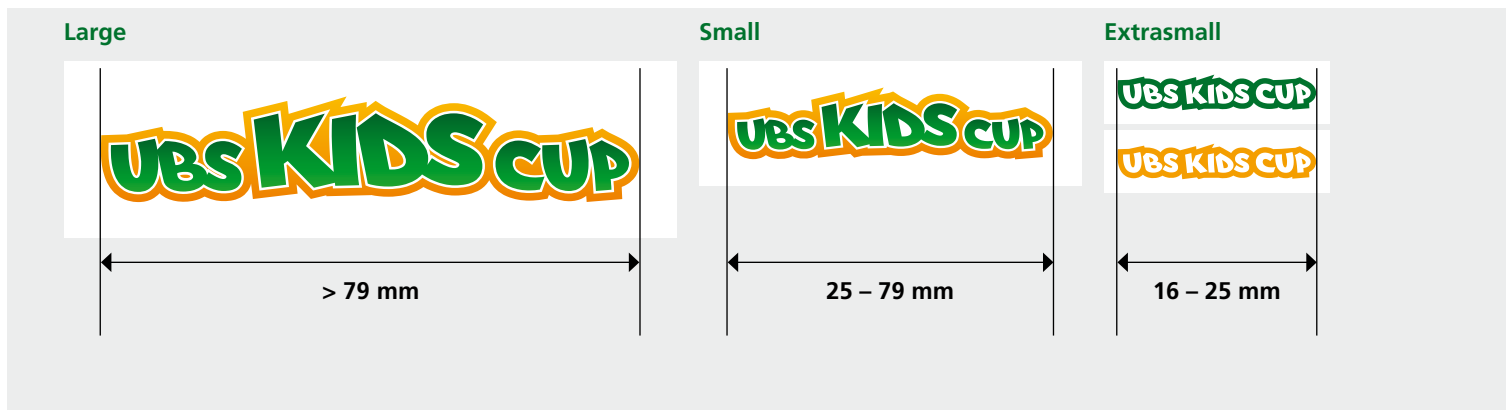 Large
UBS KIDS CUP
> 79 mm
Small
UBS KIDS CUP
25 – 79 mm
Extrasmall
UBS KIDS CUP
UBS KIDS CUP
16 – 25 mm